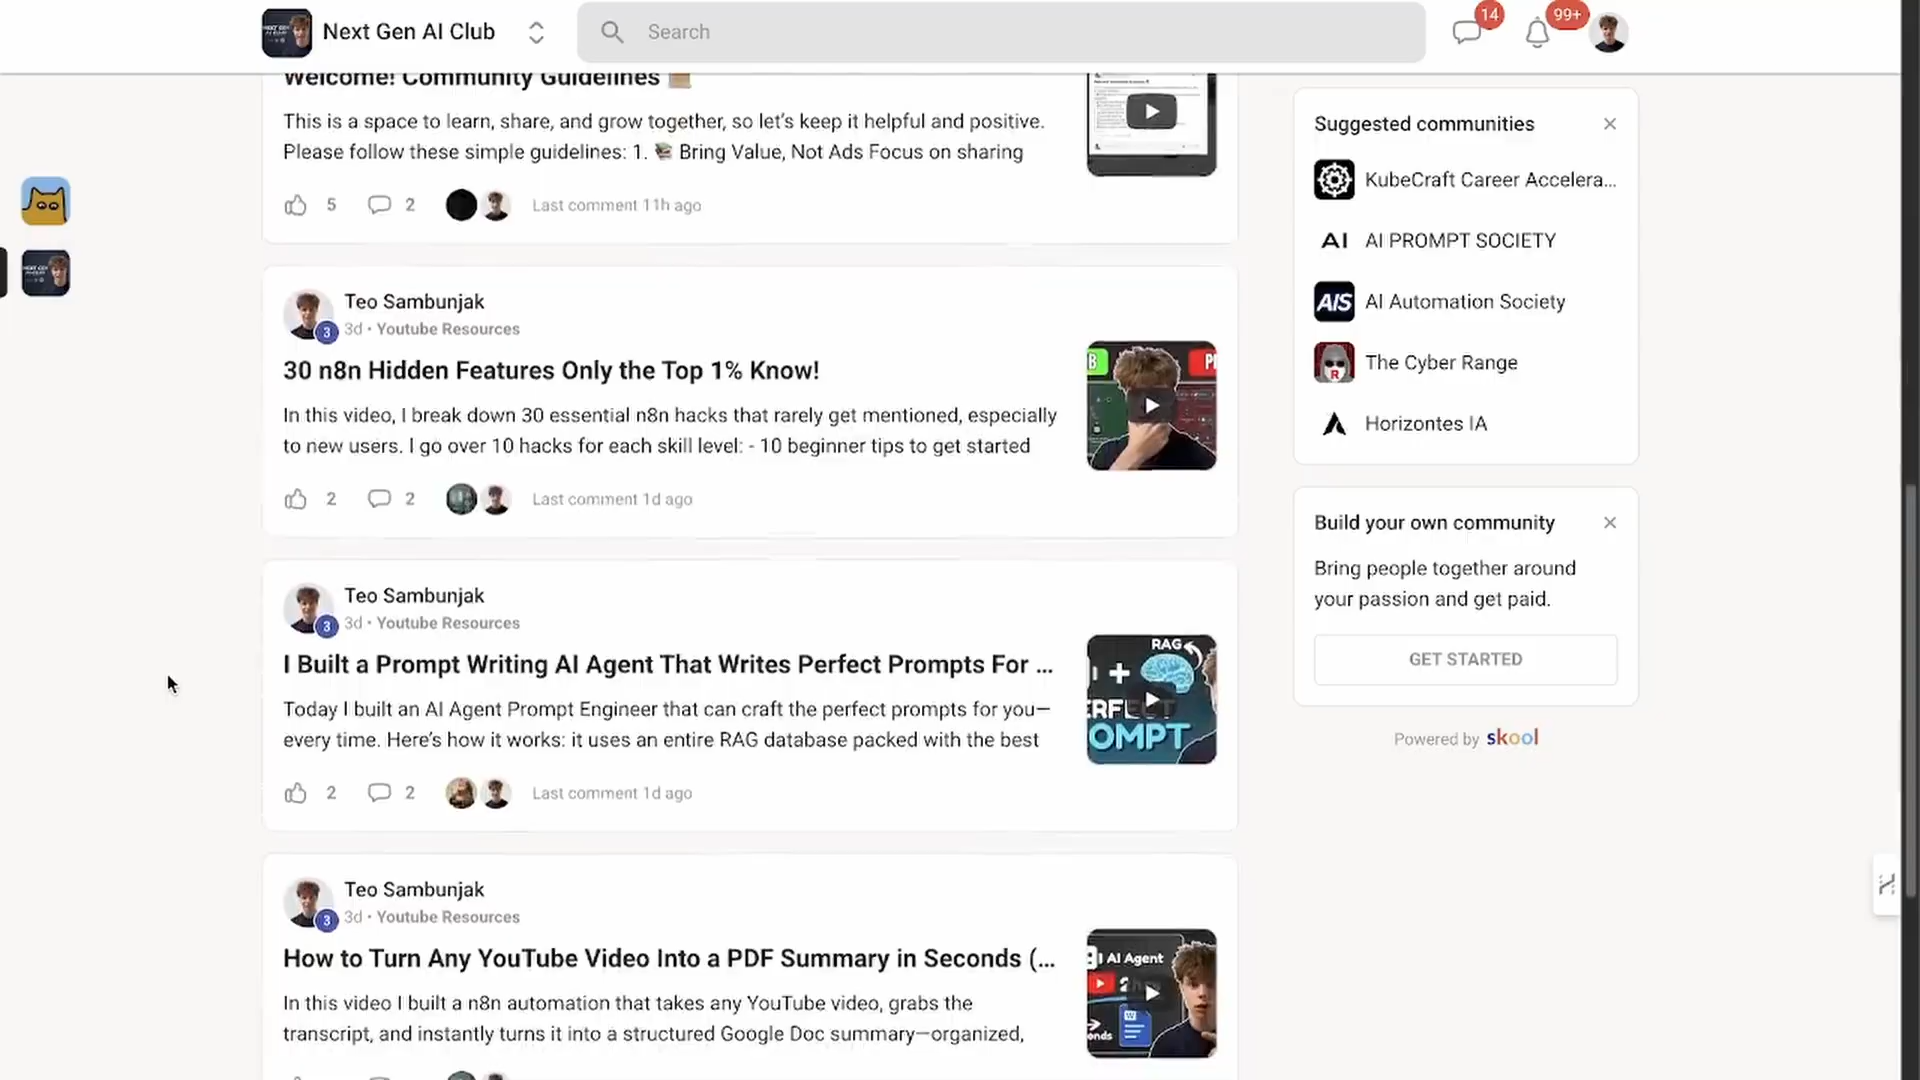 Next Gen AI Club
Search
14
99+
Welcome! Community Guidelines
This is a space to learn, share, and grow together, so let's keep it helpful and positive.
Please follow these simple guidelines: 1. 📚 Bring Value, Not Ads Focus on sharing
5
2
Last comment 11h ago
Teo Sambunjak
3
3d • Youtube Resources
30 n8n Hidden Features Only the Top 1% Know!
In this video, I break down 30 essential n8n hacks that rarely get mentioned, especially
to new users. I go over 10 hacks for each skill level: - 10 beginner tips to get started
2
2
Last comment 1d ago
Teo Sambunjak
3
3d • Youtube Resources
I Built a Prompt Writing AI Agent That Writes Perfect Prompts For ...
Today I built an AI Agent Prompt Engineer that can craft the perfect prompts for you—
every time. Here's how it works: it uses an entire RAG database packed with the best
RAG
2
2
Last comment 1d ago
Teo Sambunjak
3
3d • Youtube Resources
How to Turn Any YouTube Video Into a PDF Summary in Seconds (...
In this video I built a n8n automation that takes any YouTube video, grabs the
transcript, and instantly turns it into a structured Google Doc summary—organized,
AI Agent
Suggested communities
KubeCraft Career Accelera...
AI
AI PROMPT SOCIETY
AIS
AI Automation Society
R
The Cyber Range
Horizontes IA
Build your own community
Bring people together around
your passion and get paid.
GET STARTED
Powered by skool